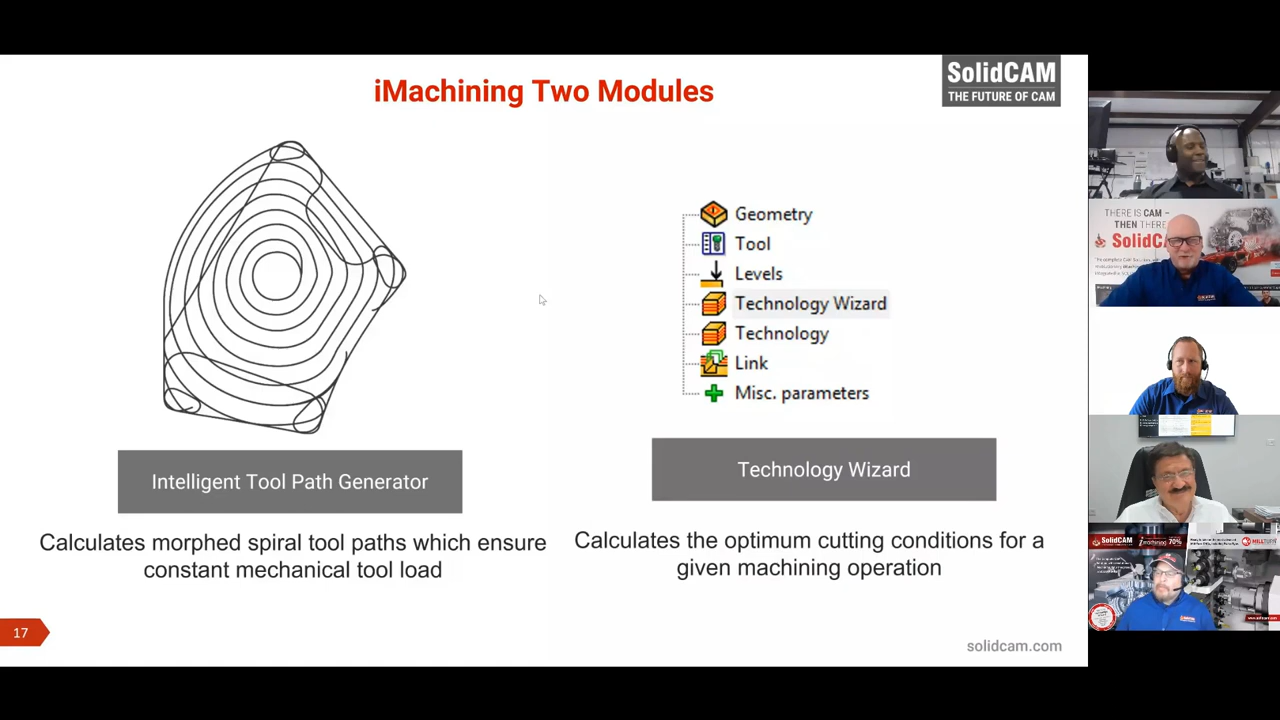 iMachining Two Modules
SolidCAM
THE FUTURE OF CAM
Geometry
Tool
Levels
Technology Wizard
Technology
Link
Misc. parameters
Intelligent Tool Path Generator
Calculates morphed spiral tool paths which ensure
constant mechanical tool load
Technology Wizard
Calculates the optimum cutting conditions for a
given machining operation
17
solidcam.com
THERE IS CAM –
THEN THERE
SolidC
SolidCAM
70%